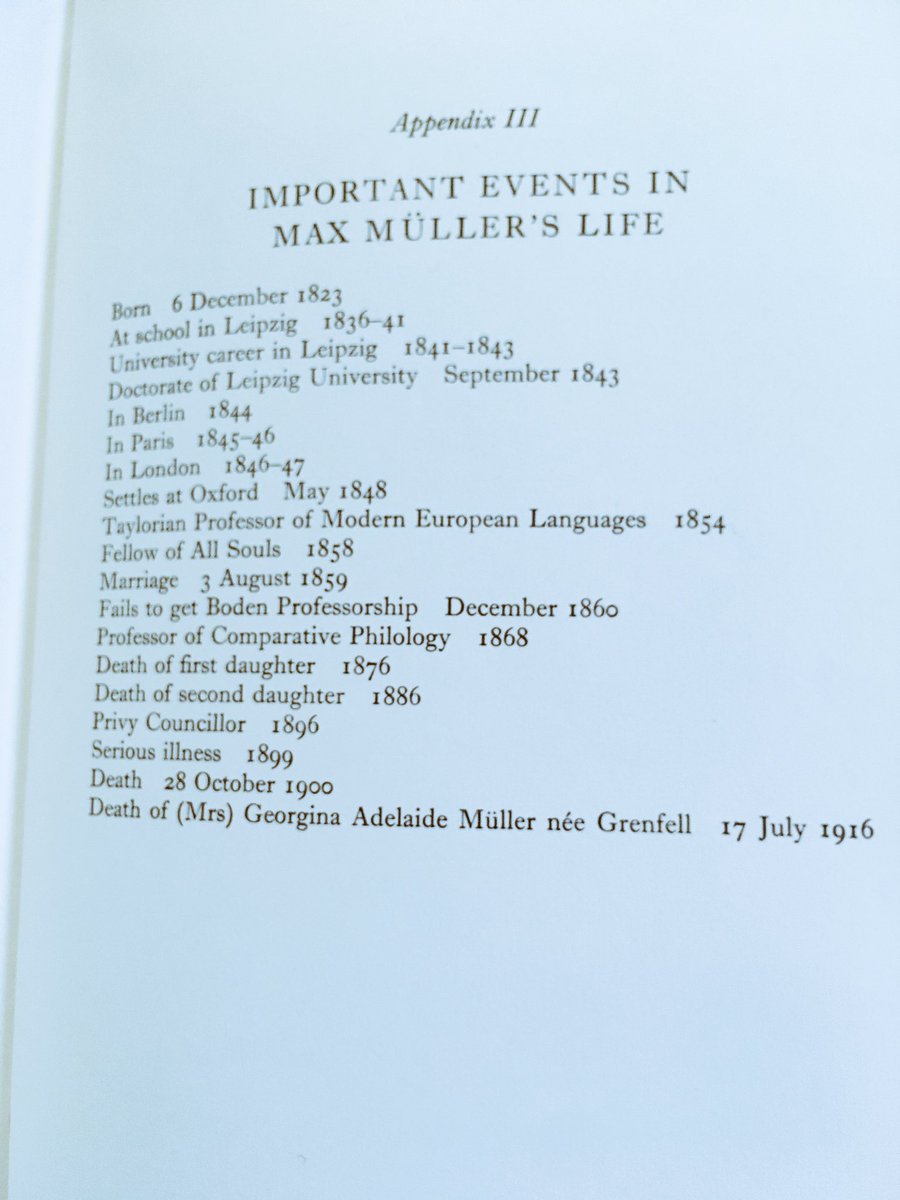 Appendix III
IMPORTANT EVENTS IN
MAX MÜLLER'S LIFE
Born 6 December 1823
At school in Leipzig 1836–41
University career in Leipzig 1841–1843
Doctorate of Leipzig University September 1843
In Berlin 1844
In Paris 1845–46
In London 1846–47
Settles at Oxford May 1848
Taylorian Professor of Modern European Languages 1854
Fellow of All Souls 1858
Marriage 3 August 1859
Fails to get Boden Professorship December 1860
Professor of Comparative Philology 1868
Death of first daughter 1876
Death of second daughter 1886
Privy Councillor 1896
Serious illness 1899
Death 28 October 1900
Death of (Mrs) Georgina Adelaide Müller née Grenfell 17 July 1916